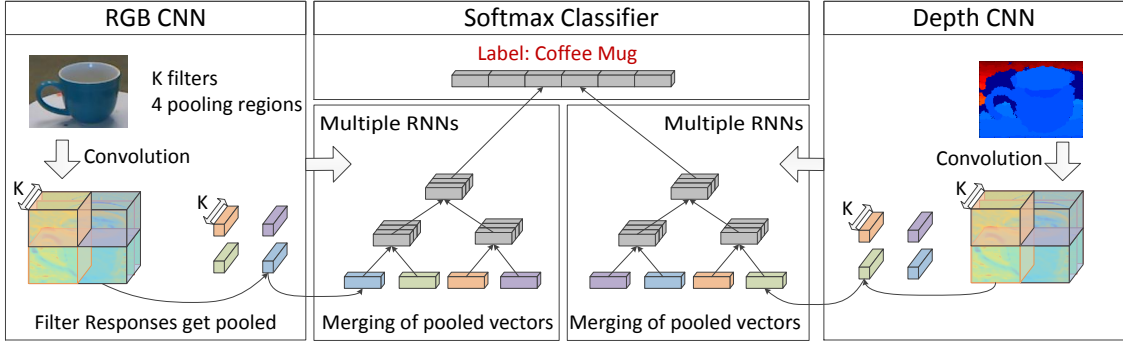 RGB CNN
Softmax Classifier
Depth CNN
Label: Coffee Mug
K filters
4 pooling regions
Multiple RNNs
Multiple RNNs
Convolution
Convolution
K
K
K
K
Filter Responses get pooled
Merging of pooled vectors
Merging of pooled vectors